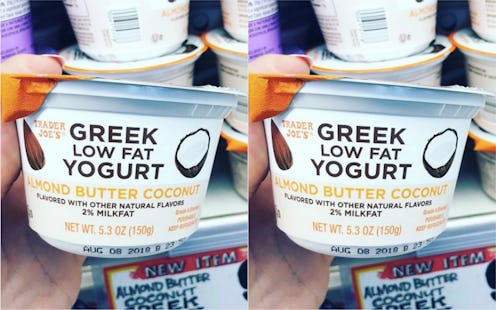 TRADER
JOE'S
GREEK
LOW FAT
YOGURT
ALMOND BUTTER COCONUT
FLAVORED WITH OTHER NATURAL FLAVORS
2% MILKFAT
NET WT. 5.3 OZ (150g)
AUG 08 2018 B 23
NEW ITEM
ALMOND BUTTER
COCONUT
GREEK
TRADER
JOE'S
GREEK
LOW FAT
YOGURT
ALMOND BUTTER COCONUT
FLAVORED WITH OTHER NATURAL FLAVORS
2% MILKFAT
NET WT. 5.3 OZ (150g)
AUG 08 2018 B 23
NEW ITEM
ALMOND BUTTER
COCONUT
GREEK